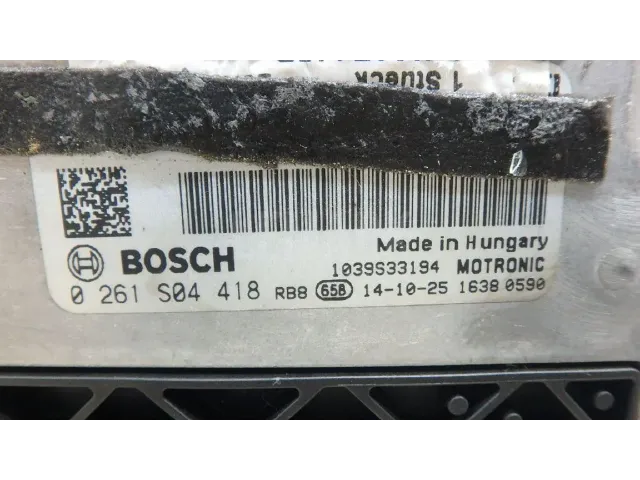 1 Stueck
BOSCH
Made in Hungary
1039S33194 MOTRONIC
0 261 S04 418 RB8 658 14-10-25 1638 0590